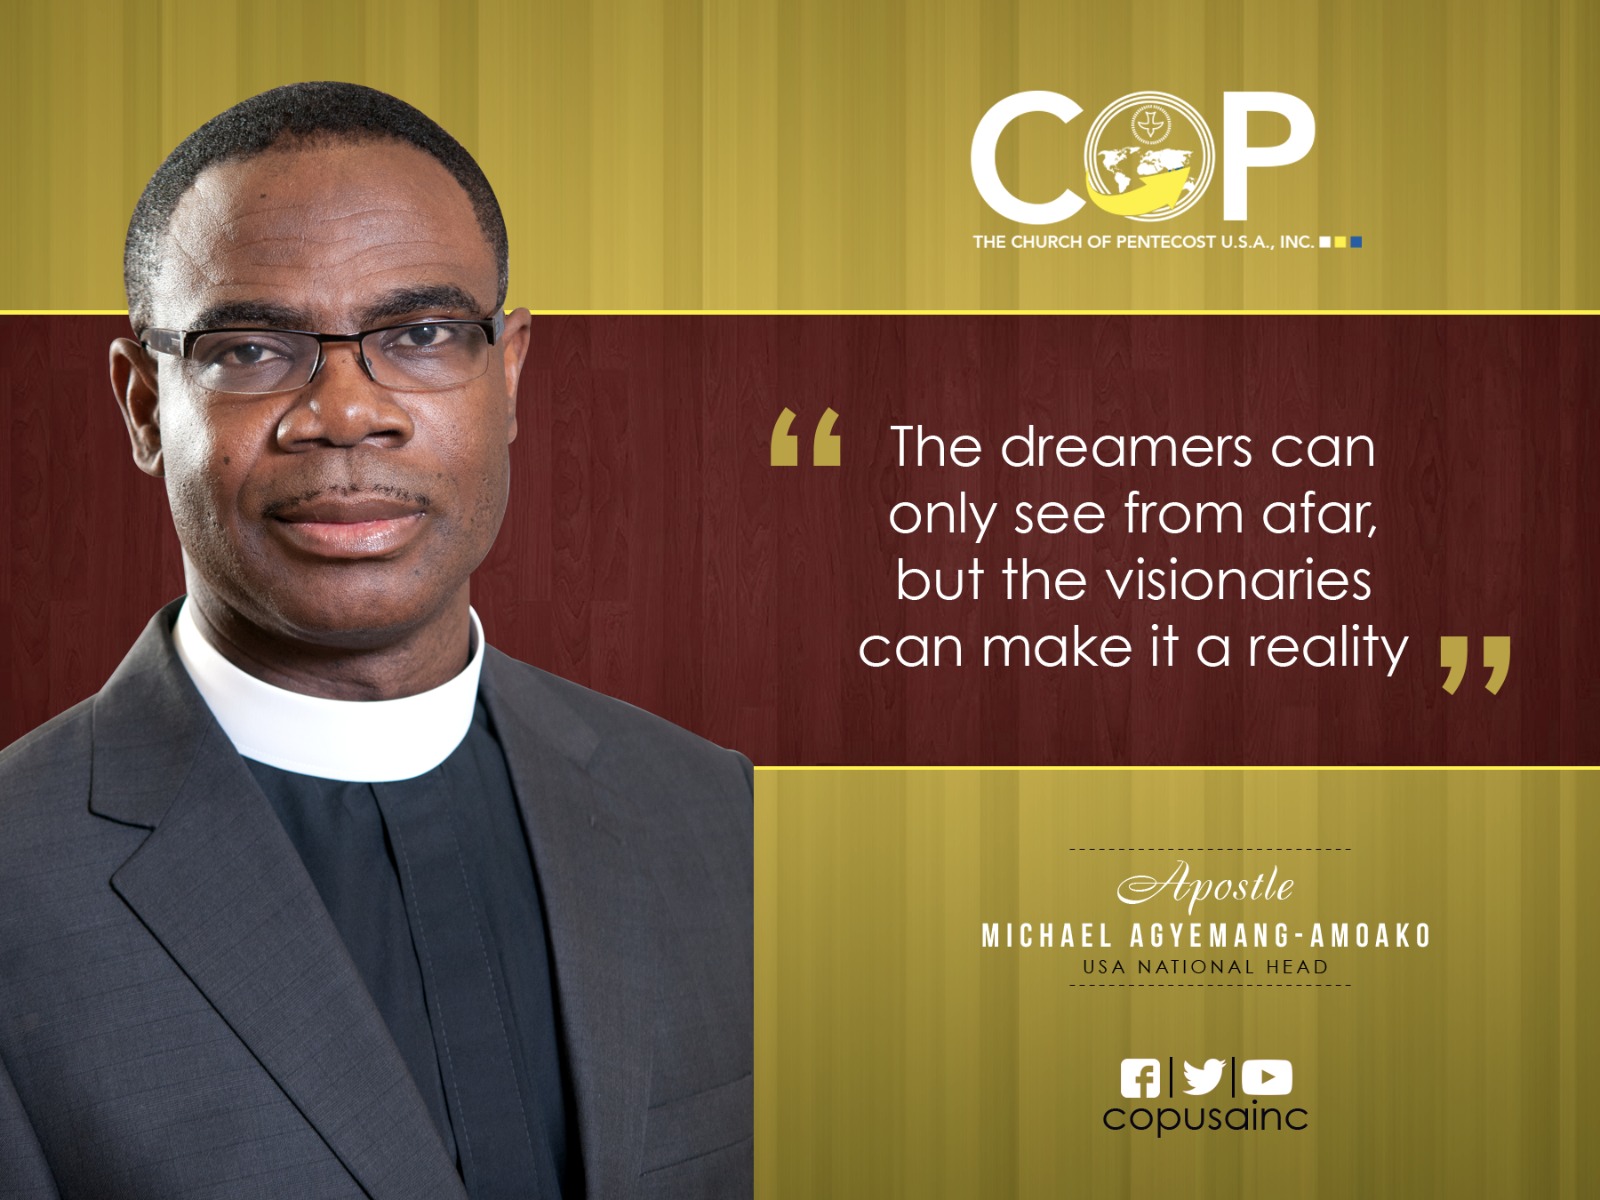 COP
THE CHURCH OF PENTECOST U.S.A., INC.
“The dreamers can
only see from afar,
but the visionaries
can make it a reality”
Apostle
MICHAEL AGYEMANG-AMOAKO
USA NATIONAL HEAD
copusainc